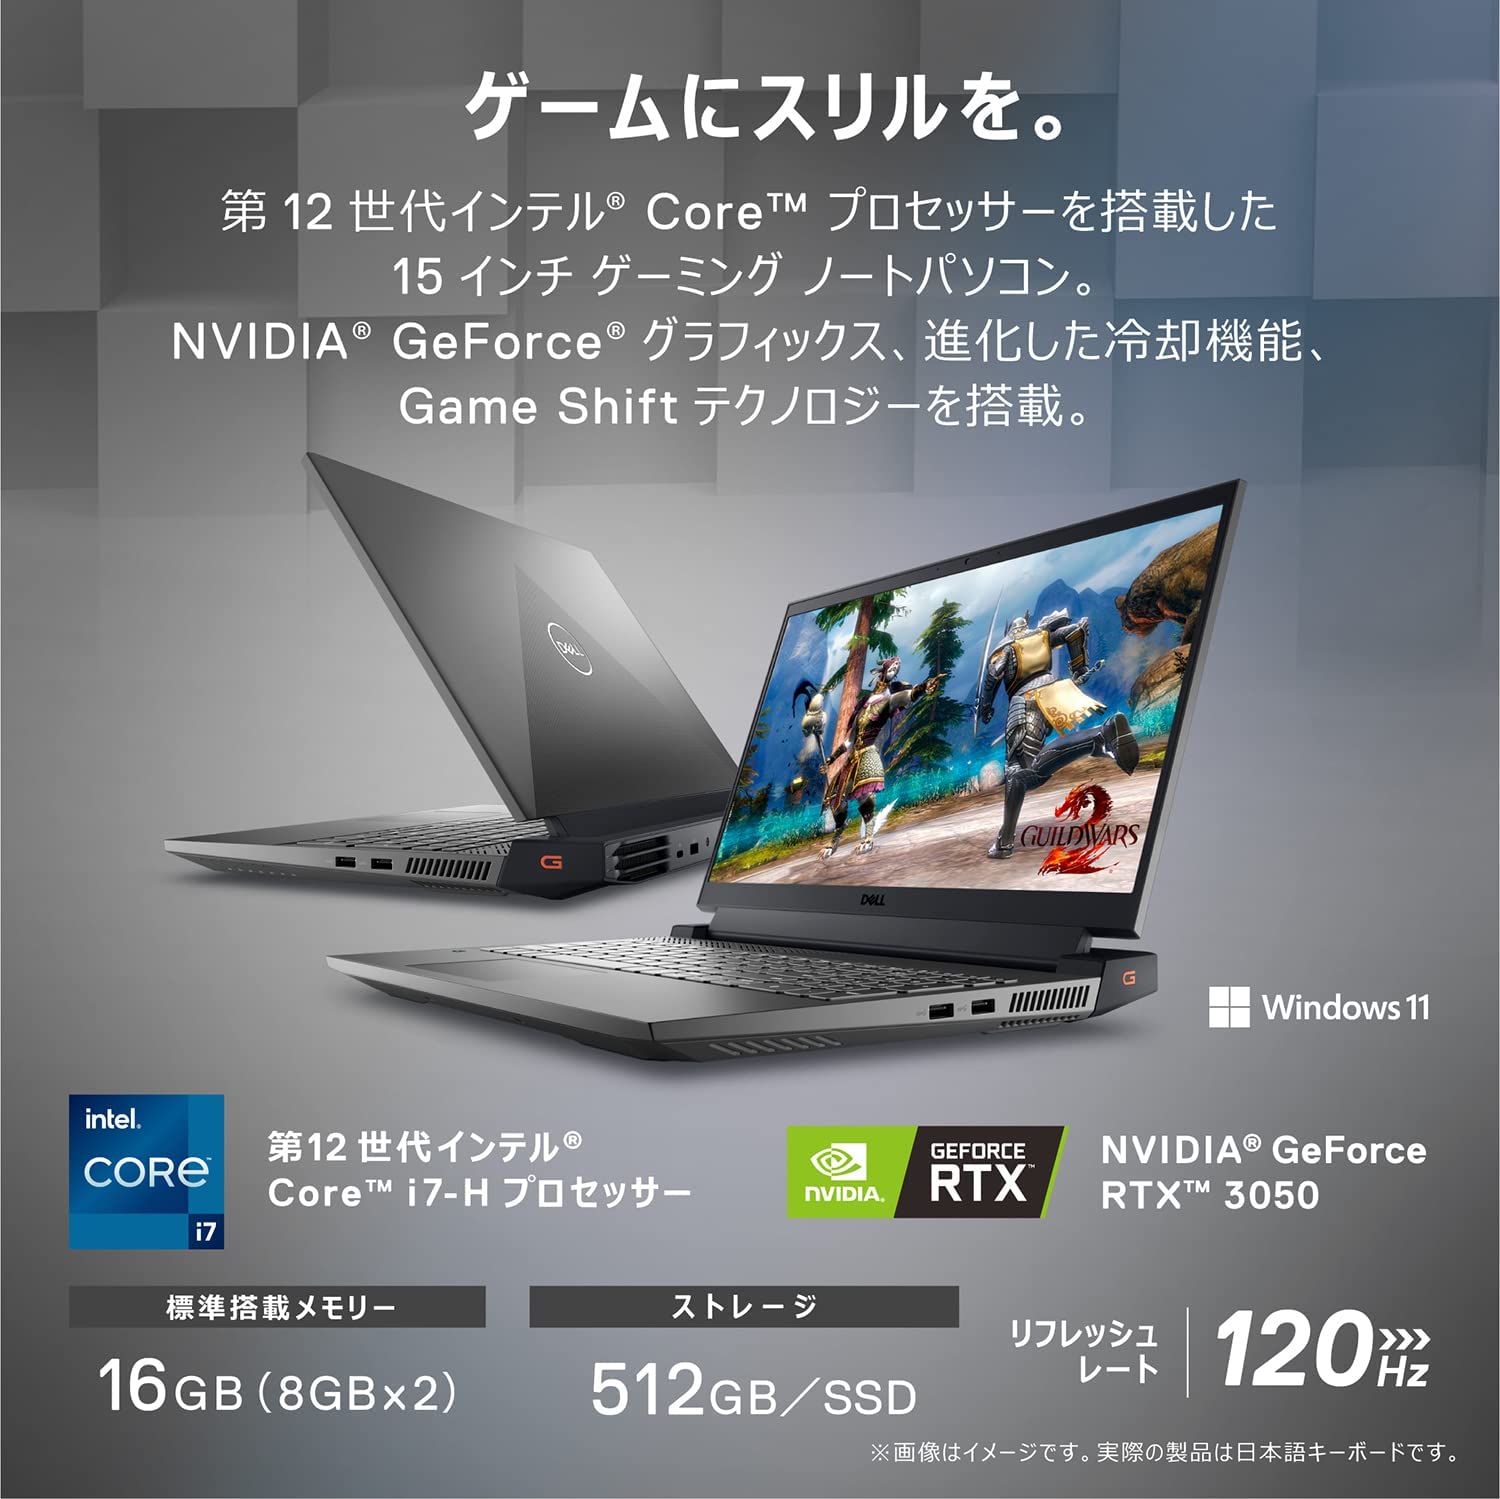 ゲームにスリルを。
第 12 世代インテル® Core™ プロセッサーを搭載した
15 インチ ゲーミング ノートパソコン。
NVIDIA® GeForce® グラフィックス、進化した冷却機能、
Game Shift テクノロジーを搭載。
DELL
G
GUILD WARS
2
DELL
G
Windows 11
intel.
CORE™
i7
第12 世代インテル®
Core™ i7-H プロセッサー
NVIDIA.
GEFORCE
RTX™
NVIDIA® GeForce
RTX™ 3050
標準搭載メモリー
16GB(8GBx2)
ストレージ
512GB/SSD
リフレッシュ
レート
120Hz
※画像はイメージです。実際の製品は日本語キーボードです。